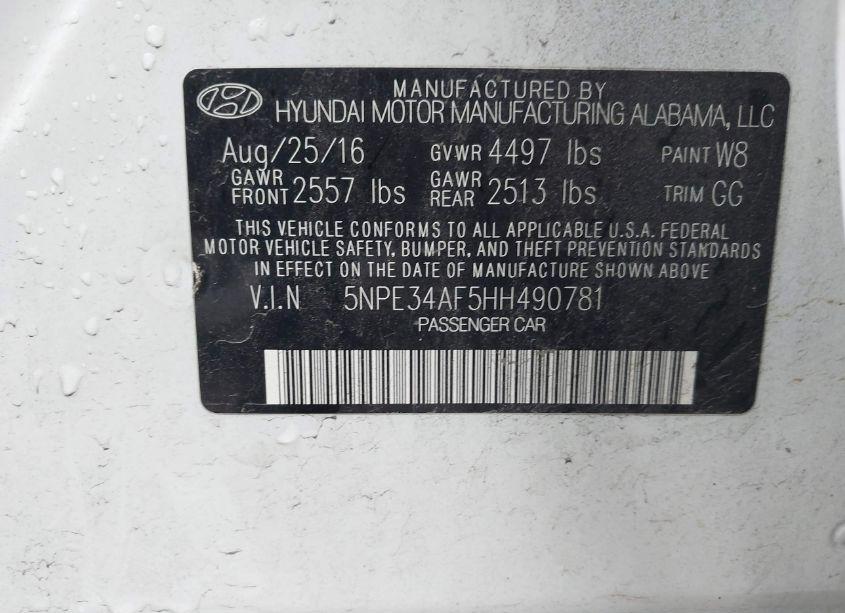 MANUFACTURED BY
HYUNDAI MOTOR MANUFACTURING ALABAMA, LLC
Aug/25/16 GVWR 4497 lbs PAINT W8
GAWR FRONT 2557 lbs GAWR REAR 2513 lbs TRIM GG
THIS VEHICLE CONFORMS TO ALL APPLICABLE U.S.A. FEDERAL
MOTOR VEHICLE SAFETY, BUMPER, AND THEFT PREVENTION STANDARDS
IN EFFECT ON THE DATE OF MANUFACTURE SHOWN ABOVE
V.I.N 5NPE34AF5HH490781
PASSENGER CAR